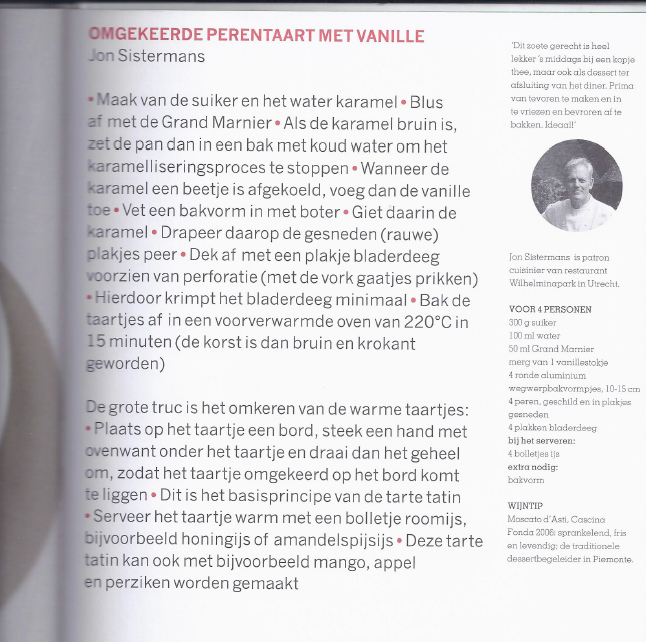 OMGEKEERDE PERENTAART MET VANILLE
Jon Sistermans
• Maak van de suiker en het water karamel • Blus
af met de Grand Marnier • Als de karamel bruin is,
zet de pan dan in een bak met koud water om het
karamelliseringsproces te stoppen • Wanneer de
karamel een beetje is afgekoeld, voeg dan de vanille
toe • Vet een bakvorm in met boter • Giet daarin de
karamel • Drapeer daarop de gesneden (rauwe)
plakjes peer • Dek af met een plakje bladerdeeg
voorzien van perforatie (met de vork gaatjes prikken)
• Hierdoor krimpt het bladerdeeg minimaal • Bak de
taartjes af in een voorverwarmde oven van 220°C in
15 minuten (de korst is dan bruin en krokant
geworden)
De grote truc is het omkeren van de warme taartjes:
• Plaats op het taartje een bord, steek een hand met
ovenwant onder het taartje en draai dan het geheel
om, zodat het taartje omgekeerd op het bord komt
te liggen • Dit is het basisprincipe van de tarte tatin
• Serveer het taartje warm met een bolletje roomijs,
bijvoorbeeld honingijs of amandelspijsijs • Deze tarte
tatin kan ook met bijvoorbeeld mango, appel
en perziken worden gemaakt
'Dit zoete gerecht is heel
lekker 's middags bij een kopje
thee, maar ook als dessert ter
afsluiting van het diner. Prima
van tevoren te maken en in
te vriezen en bevroren af te
bakken. Ideaal!'
Jon Sistermans is patron
cuisinier van restaurant
Wilhelminapark in Utrecht.
VOOR 4 PERSONEN
300 g suiker
100 ml water
50 ml Grand Marnier
merg van 1 vanillestokje
4 ronde aluminium
wegwerpbakvormpjes, 10-15 cm
4 peren, geschild en in plakjes
gesneden
4 plakken bladerdeeg
bij het serveren:
4 bolletjes ijs
extra nodig:
bakvorm
WIJNTIP
Moscato d'Asti, Cascina
Fonda 2006: sprankelend, fris
en levendig; de traditionele
dessertbegeleider in Piemonte.